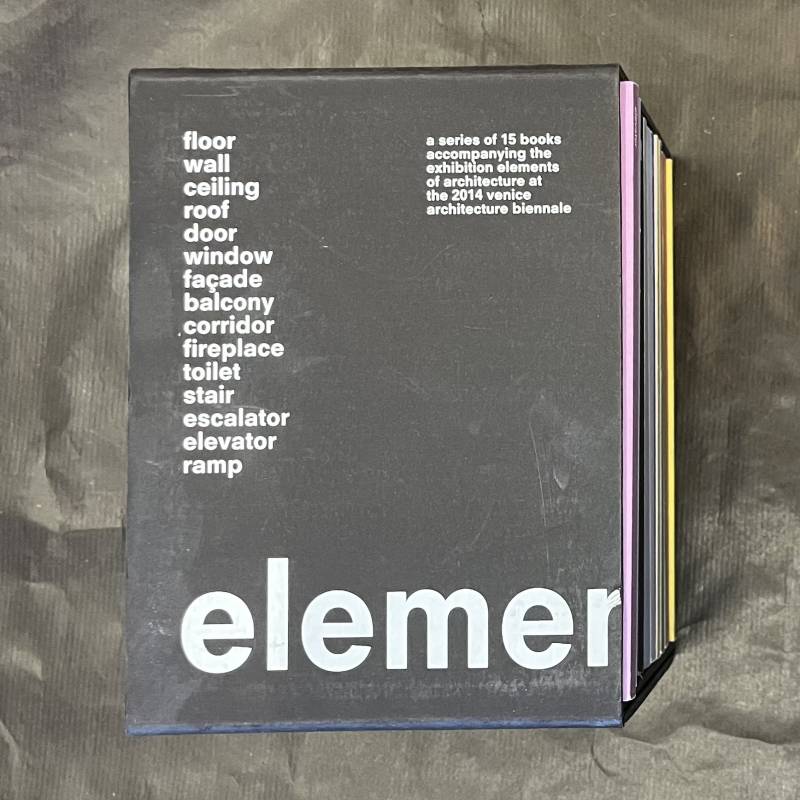 floor
wall
ceiling
roof
door
window
façade
balcony
corridor
fireplace
toilet
stair
escalator
elevator
ramp
a series of 15 books
accompanying the
exhibition elements
of architecture at
the 2014 venice
architecture biennale
elemen